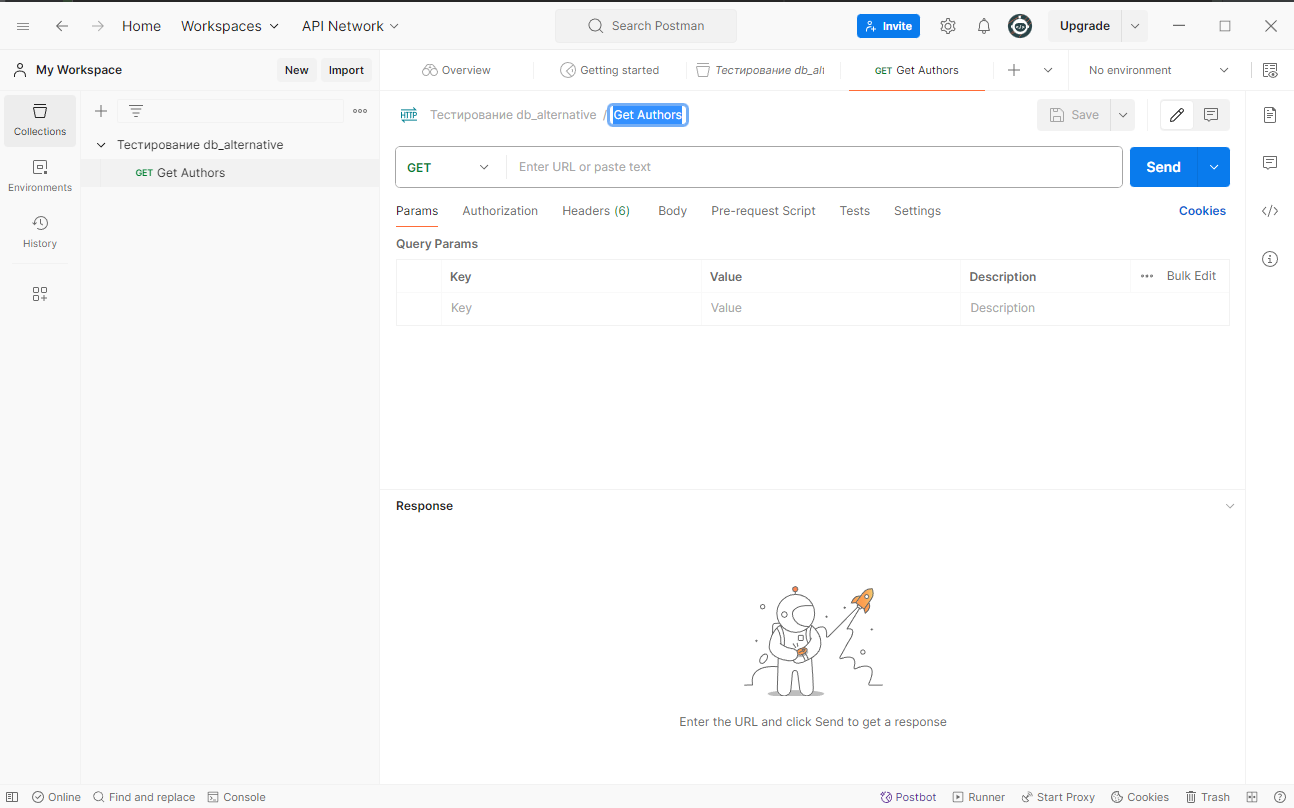 Home Workspaces API Network Search Postman Invite Upgrade
My Workspace New Import Overview Getting started Тестирование db_alt GET Get Authors No environment
HTTP Тестирование db_alternative / Get Authors Save
Collections
Тестирование db_alternative
GET Get Authors
GET Enter URL or paste text Send
Environments
Params Authorization Headers (6) Body Pre-request Script Tests Settings Cookies
History
Query Params
Key Value Description Bulk Edit
Key Value Description
Response
Enter the URL and click Send to get a response
Online Find and replace Console Postbot Runner Start Proxy Cookies Trash